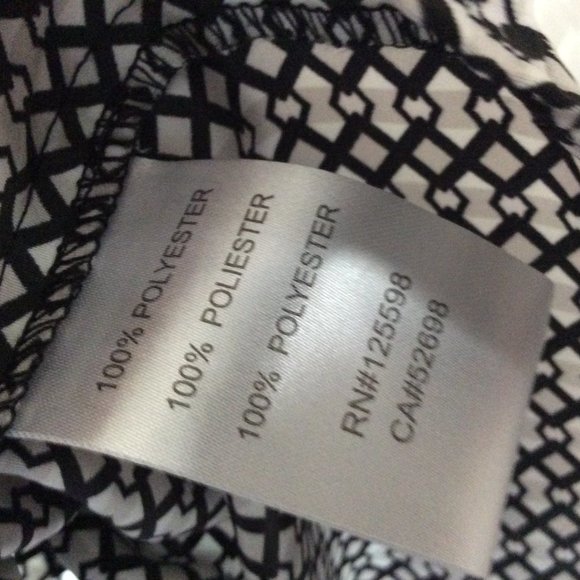 100% POLYESTER
100% POLIESTER
100% POLYESTER
RN#125598
CA#52698